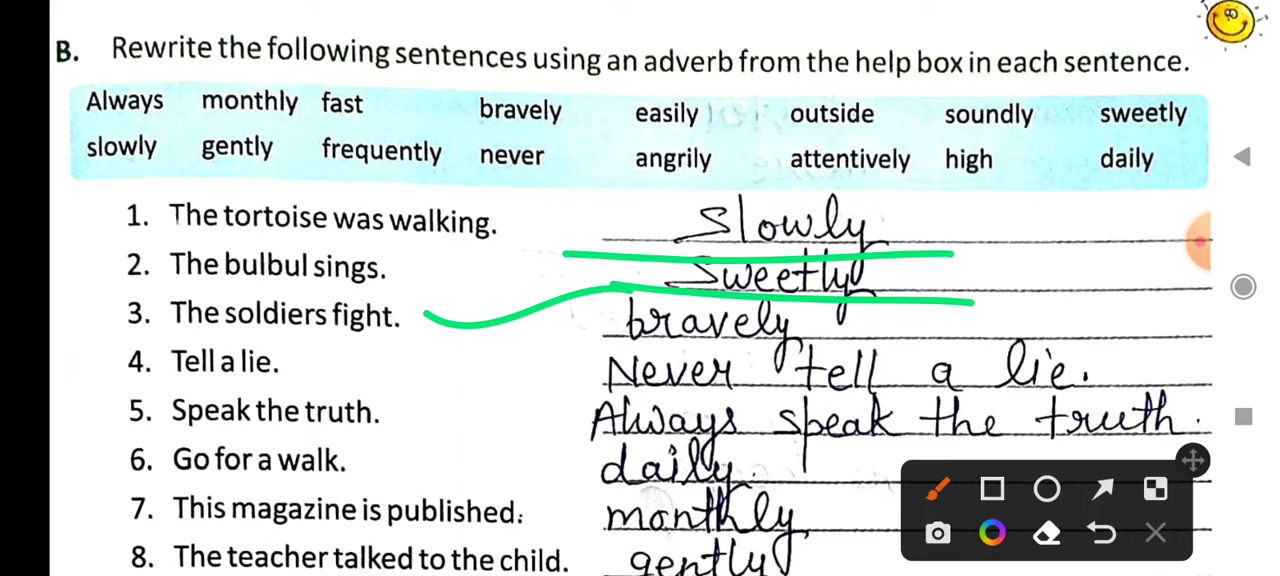 B. Rewrite the following sentences using an adverb from the help box in each sentence.
Always monthly fast bravely easily outside soundly sweetly
slowly gently frequently never angrily attentively high daily
1. The tortoise was walking. Slowly
2. The bulbul sings. Sweetly
3. The soldiers fight. bravely
4. Tell a lie. Never tell a lie.
5. Speak the truth. Always speak the truth.
6. Go for a walk. daily.
7. This magazine is published. monthly
8. The teacher talked to the child. gently